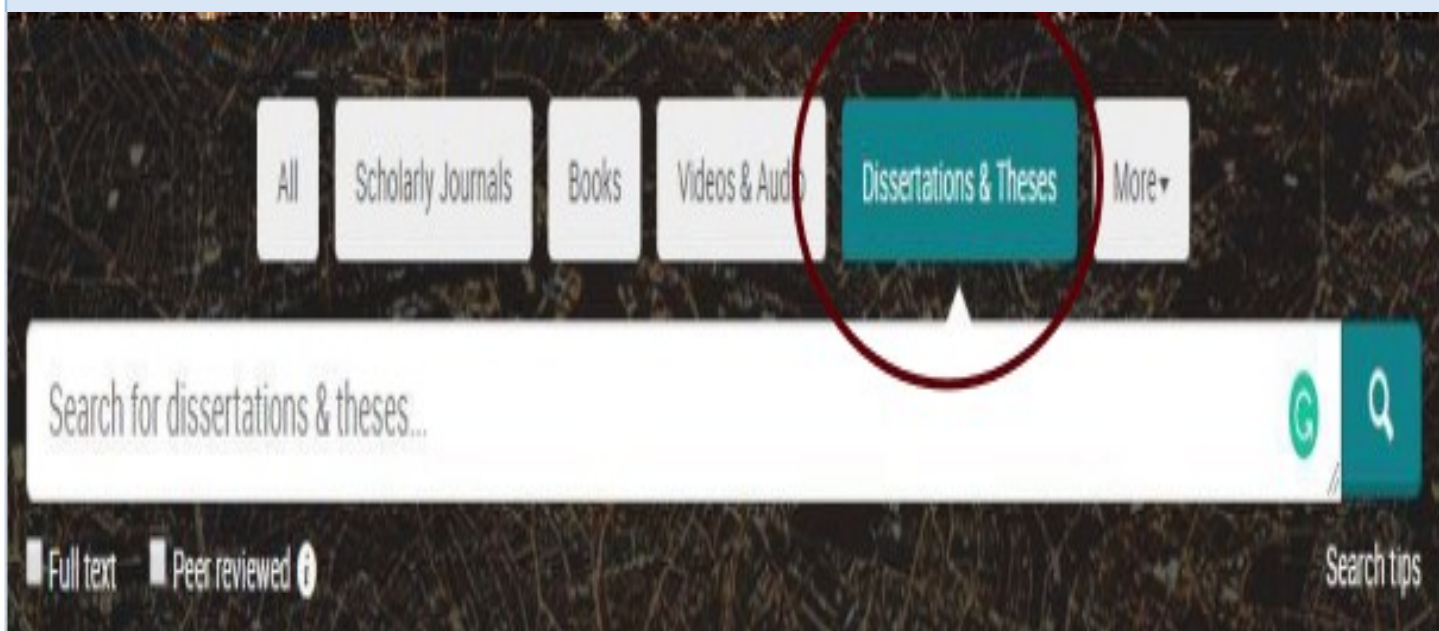 All Scholarly Journals Books Videos & Audio Dissertations & Theses More▾
Search for dissertations & theses...
G
Full text Peer reviewed i Search tips